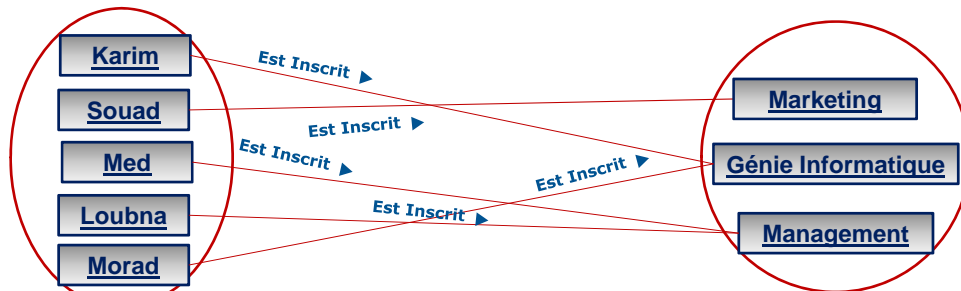 Karim
Souad
Med
Loubna
Morad
Est Inscrit ►
Est Inscrit ►
Est Inscrit ►
Est Inscrit ►
Est Inscrit ►
Marketing
Génie Informatique
Management